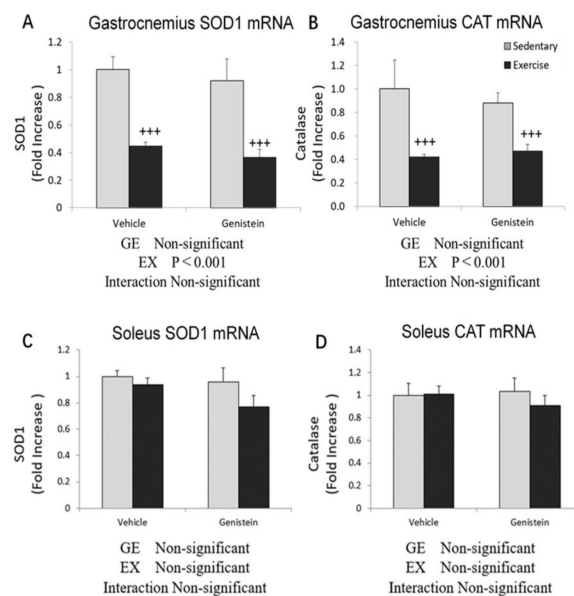 A
Gastrocnemius SOD1 mRNA
SOD1
(Fold Increase )
1.2
1
0.8
0.6
0.4
0.2
0
+++
+++
Vehicle
Genistein
GE Non-significant
EX P < 0.001
Interaction Non-significant
B
Gastrocnemius CAT mRNA
Catalase
(Fold Increase )
1.4
1.2
1.0
0.8
0.6
0.4
0.2
0.0
Sedentary
Exercise
+++
+++
Vehicle
Genistein
GE Non-significant
EX P < 0.001
Interaction Non-significant
C
Soleus SOD1 mRNA
SOD1
(Fold Increase )
1.2
1
0.8
0.6
0.4
0.2
0
Vehicle
Genistein
GE Non-significant
EX Non-significant
Interaction Non-significant
D
Soleus CAT mRNA
Catalase
(Fold Increase )
1.4
1.2
1
0.8
0.6
0.4
0.2
0
Vehicle
Genistein
GE Non-significant
EX Non-significant
Interaction Non-significant